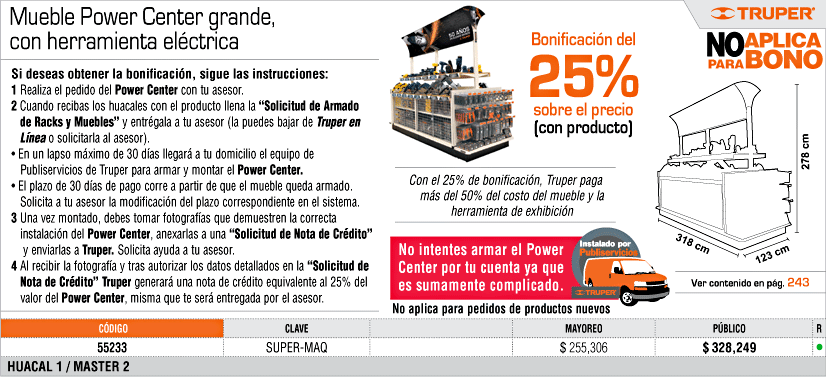 Mueble Power Center grande,
con herramienta eléctrica
Si deseas obtener la bonificación, sigue las instrucciones:
1 Realiza el pedido del Power Center con tu asesor.
2 Cuando recibas los huacales con el producto llena la “Solicitud de Armado
de Racks y Muebles” y entrégala a tu asesor (la puedes bajar de Truper en
Línea o solicitarla al asesor).
• En un lapso máximo de 30 días llegará a tu domicilio el equipo de
Publiservicios de Truper para armar y montar el Power Center.
• El plazo de 30 días de pago corre a partir de que el mueble queda armado.
Solicita a tu asesor la modificación del plazo correspondiente en el sistema.
3 Una vez montado, debes tomar fotografías que demuestren la correcta
instalación del Power Center, anexarlas a una “Solicitud de Nota de Crédito”
y enviarlas a Truper. Solicita ayuda a tu asesor.
4 Al recibir la fotografía y tras autorizar los datos detallados en la “Solicitud de
Nota de Crédito” Truper generará una nota de crédito equivalente al 25% del
valor del Power Center, misma que te será entregada por el asesor.
50 AÑOS
Bonificación del
25%
sobre el precio
(con producto)
Con el 25% de bonificación, Truper paga
más del 50% del costo del mueble y la
herramienta de exhibición
No intentes armar el Power
Center por tu cuenta ya que
es sumamente complicado.
Instalado por
Publiservicios
TRUPER
No aplica para pedidos de productos nuevos
TRUPER®
NO APLICA
PARA BONO
278 cm
318 cm
123 cm
Ver contenido en pág. 243
CÓDIGO CLAVE MAYOREO PÚBLICO R
55233 SUPER-MAQ $ 255,306 $ 328,249
HUACAL 1 / MASTER 2